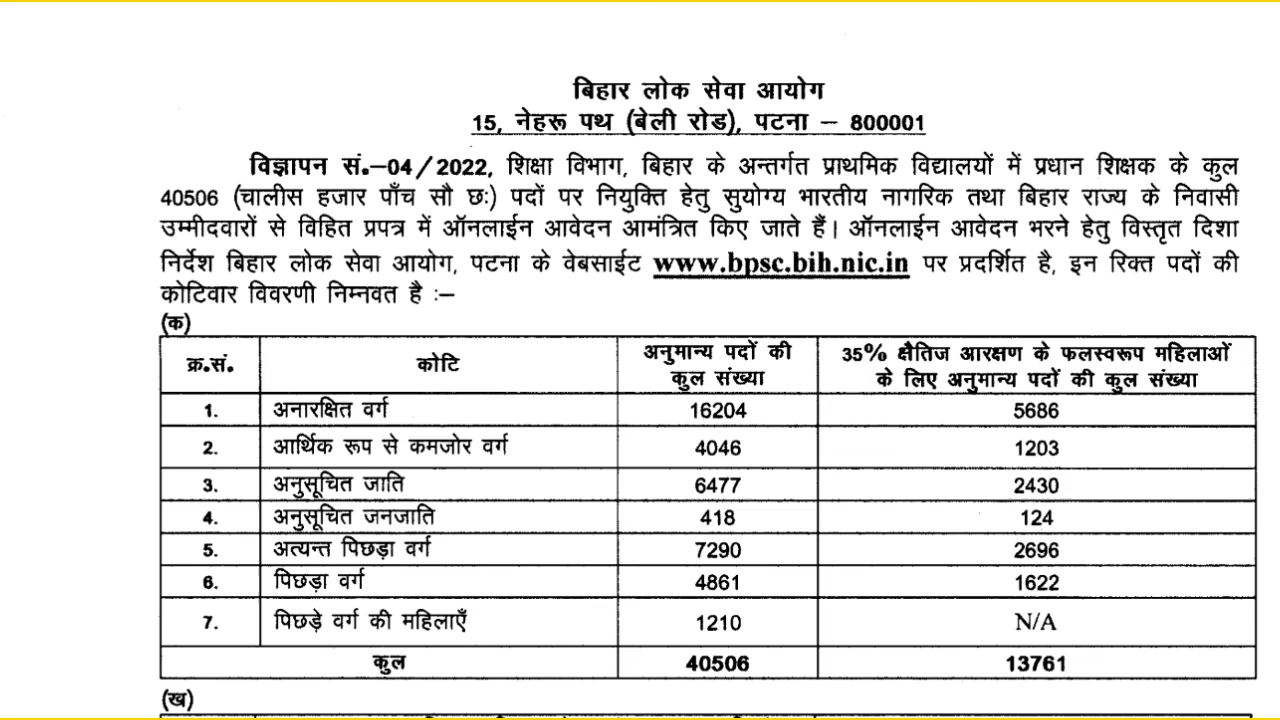 बिहार लोक सेवा आयोग
15, नेहरू पथ (बेली रोड), पटना – 800001
विज्ञापन सं.–04/2022, शिक्षा विभाग, बिहार के अन्तर्गत प्राथमिक विद्यालयों में प्रधान शिक्षक के कुल
40506 (चालीस हजार पाँच सौ छः) पदों पर नियुक्ति हेतु सुयोग्य भारतीय नागरिक तथा बिहार राज्य के निवासी
उम्मीदवारों से विहित प्रपत्र में ऑनलाईन आवेदन आमंत्रित किए जाते हैं। ऑनलाईन आवेदन भरने हेतु विस्तृत दिशा
निर्देश बिहार लोक सेवा आयोग, पटना के वेबसाईट www.bpsc.bih.nic.in पर प्रदर्शित है, इन रिक्त पदों की
कोटिवार विवरणी निम्नवत है :–
(क)
क्र.सं. कोटि अनुमान्य पदों की कुल संख्या 35% क्षैतिज आरक्षण के फलस्वरूप महिलाओं के लिए अनुमान्य पदों की कुल संख्या
1. अनारक्षित वर्ग 16204 5686
2. आर्थिक रूप से कमजोर वर्ग 4046 1203
3. अनुसूचित जाति 6477 2430
4. अनुसूचित जनजाति 418 124
5. अत्यन्त पिछड़ा वर्ग 7290 2696
6. पिछड़ा वर्ग 4861 1622
7. पिछड़े वर्ग की महिलाएँ 1210 N/A
कुल 40506 13761
(ख)